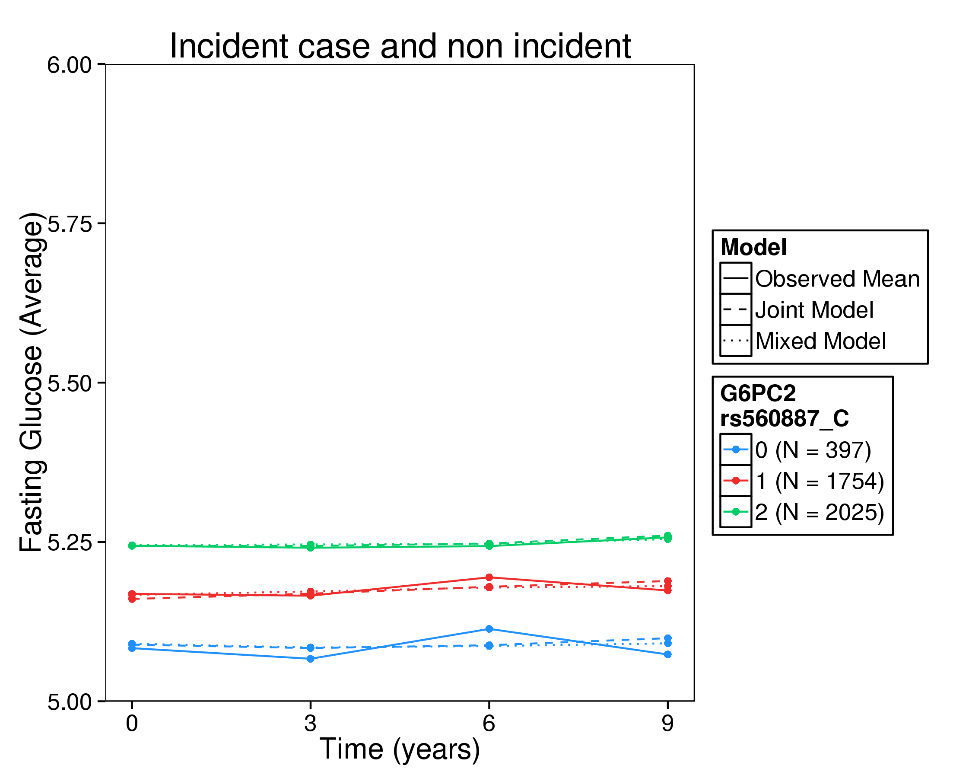 Incident case and non incident
Fasting Glucose (Average)
6.00
5.75
5.50
5.25
5.00
0 3 6 9
Time (years)
Model
Observed Mean
Joint Model
Mixed Model
G6PC2
rs560887_C
0 (N = 397)
1 (N = 1754)
2 (N = 2025)